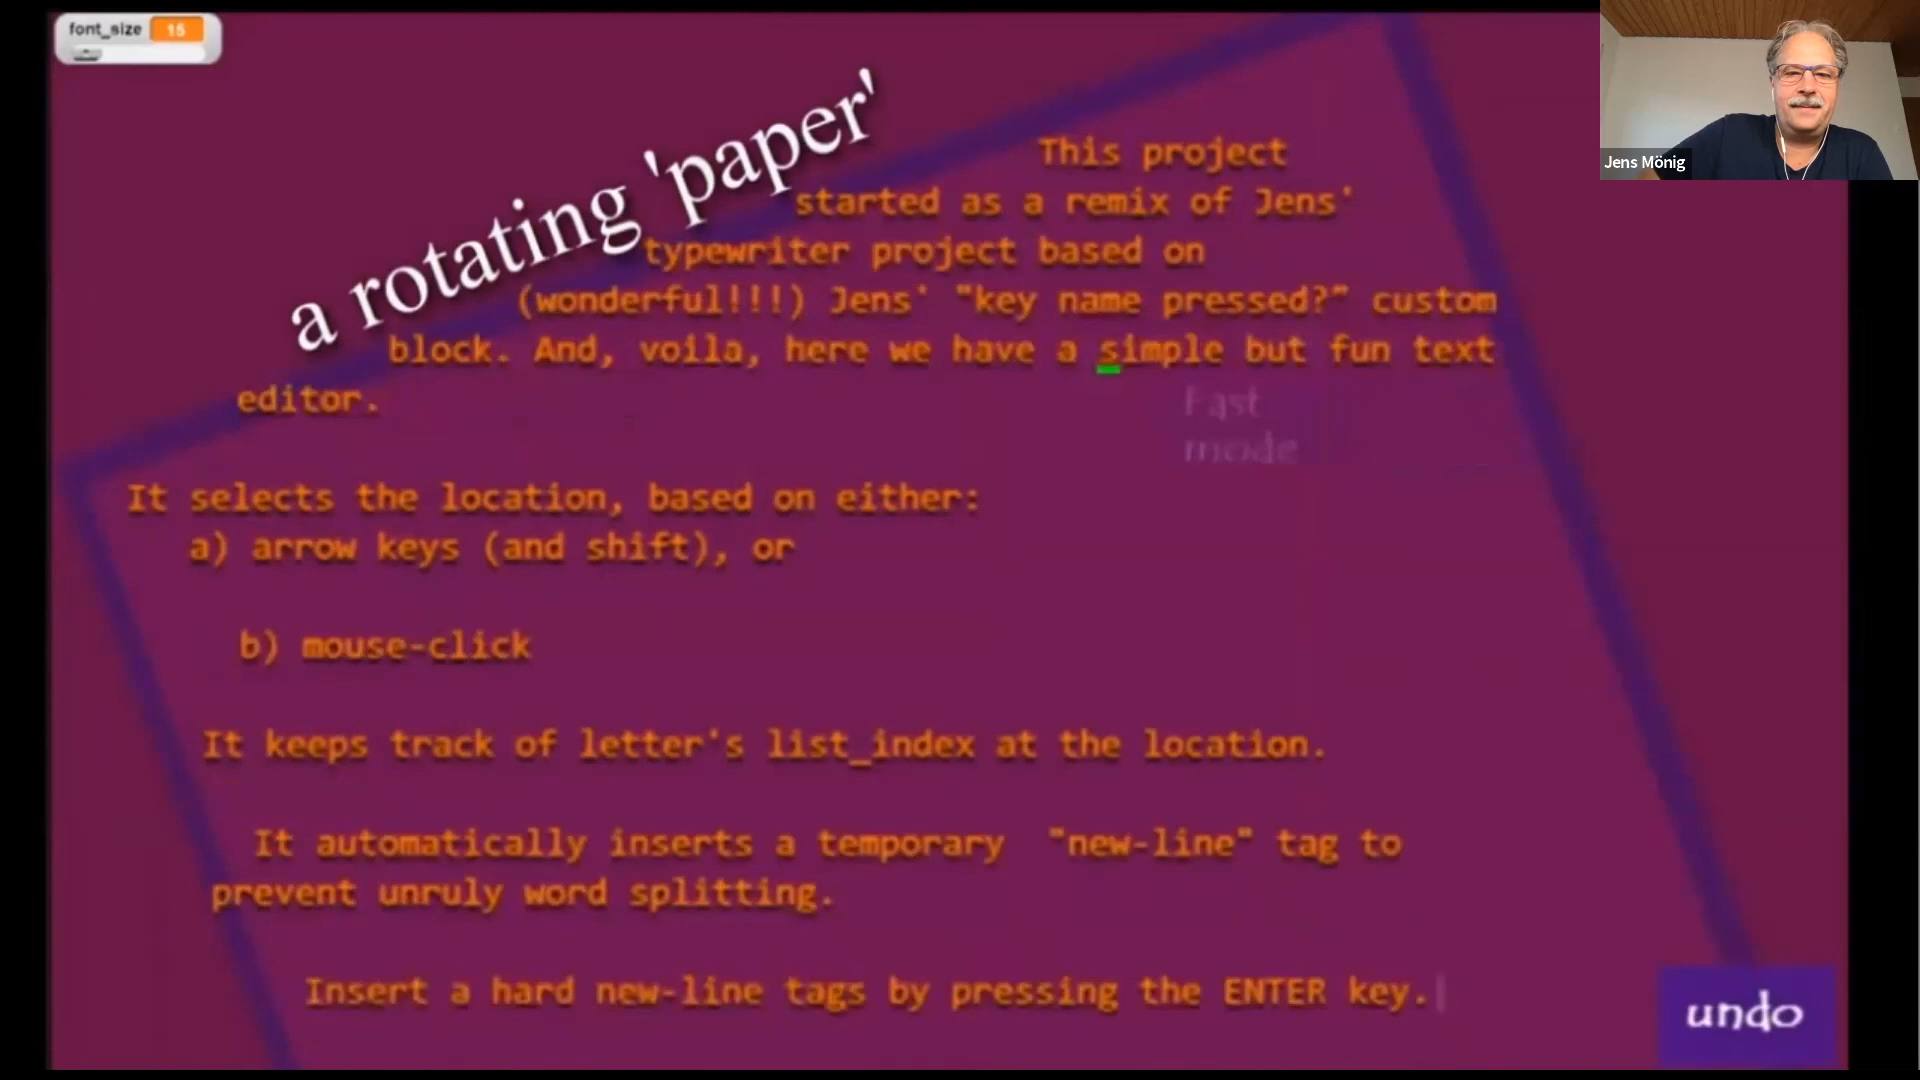 font_size 15
a rotating 'paper'
This project
started as a remix of Jens'
typewriter project based on
(wonderful!!!) Jens' "key name pressed?" custom
block. And, voila, here we have a simple but fun text
editor.
Fast
mode
It selects the location, based on either:
a) arrow keys (and shift), or
b) mouse-click
It keeps track of letter's list_index at the location.
It automatically inserts a temporary "new-line" tag to
prevent unruly word splitting.
Insert a hard new-line tags by pressing the ENTER key.
undo
Jens Mönig